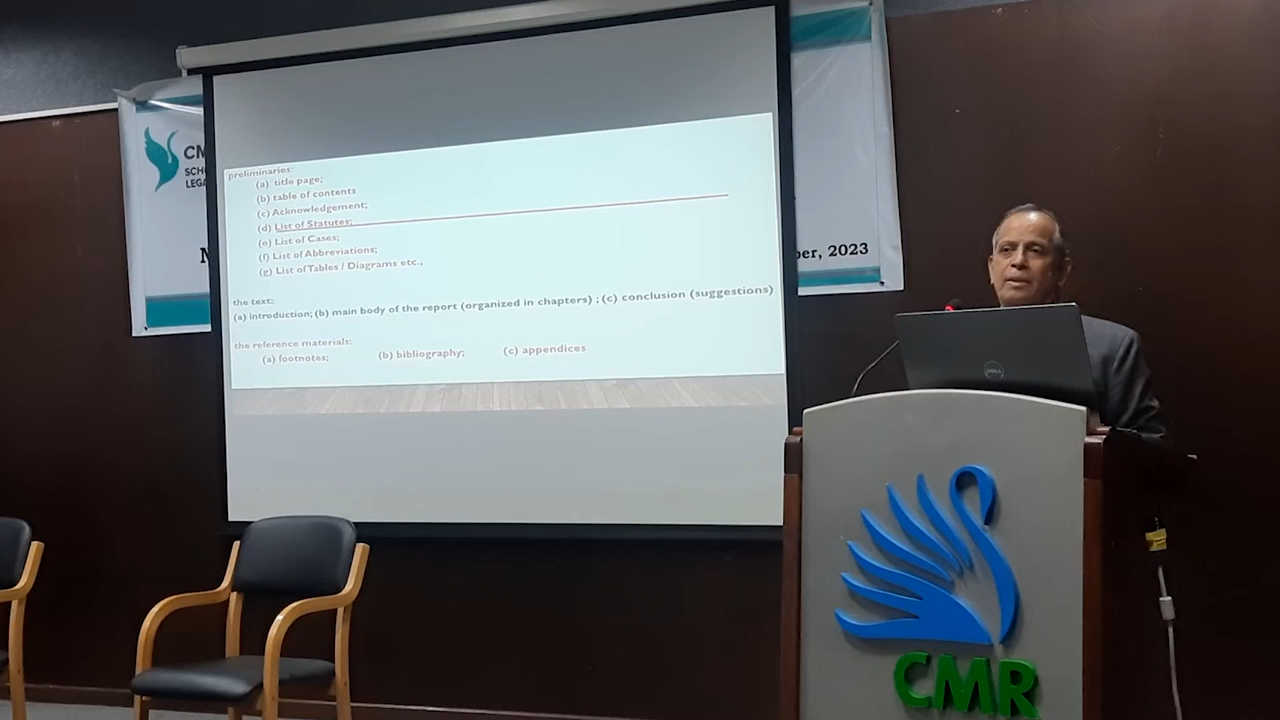 CM
SCHO
LEGA
N
ber, 2023
preliminaries:
(a) title page;
(b) table of contents
(c) Acknowledgement;
(d) List of Statutes;
(e) List of Cases;
(f) List of Abbreviations;
(g) List of Tables / Diagrams etc.,
the text:
(a) introduction; (b) main body of the report (organized in chapters) ; (c) conclusion (suggestions)
the reference materials:
(a) footnotes; (b) bibliography; (c) appendices
DELL
CMR